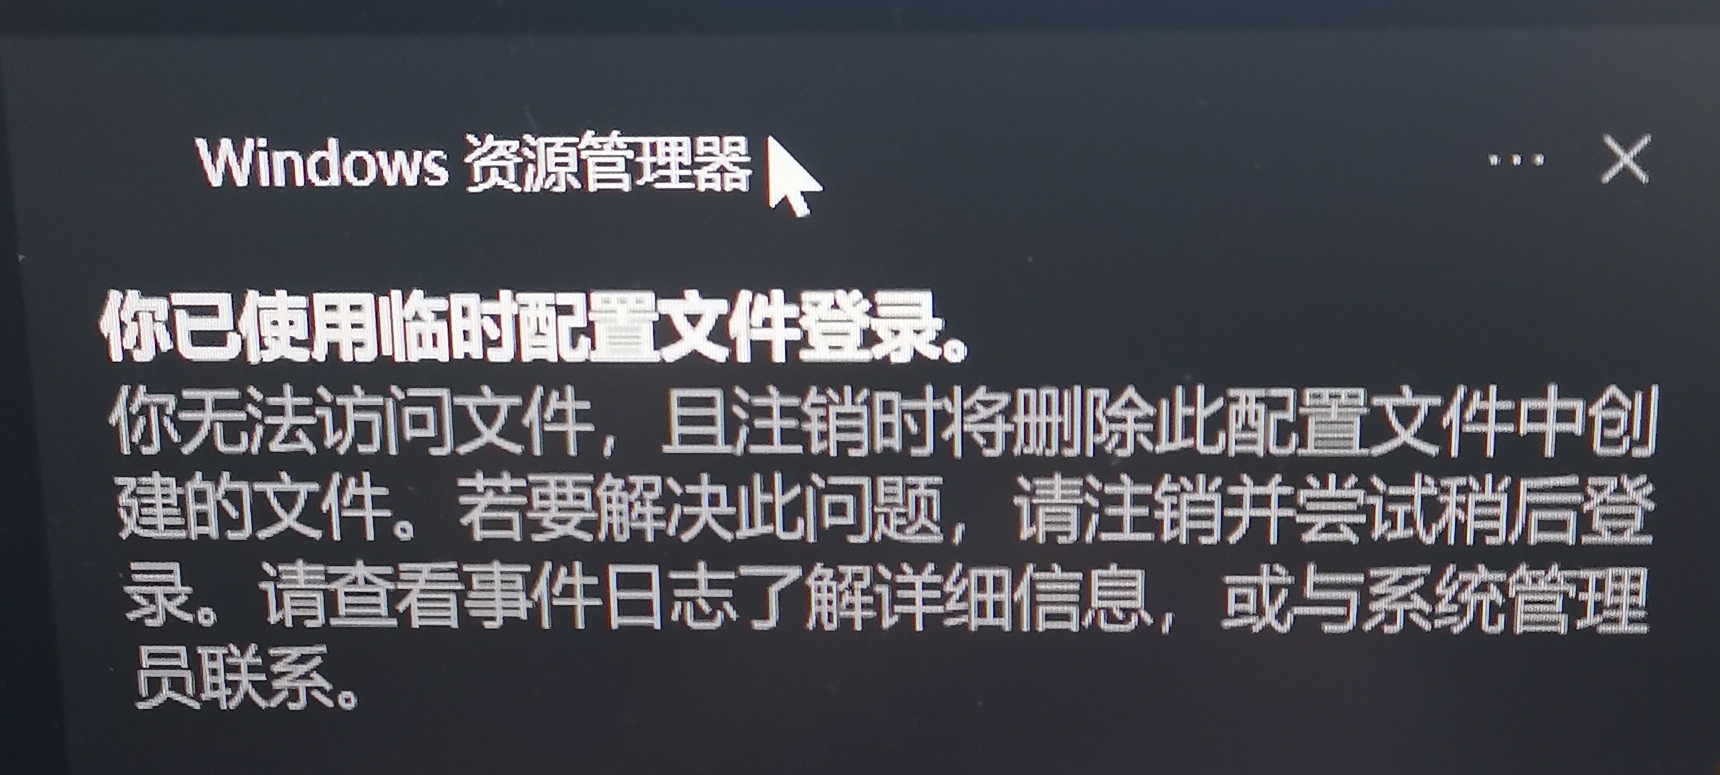 Windows 资源管理器
你已使用临时配置文件登录。
你无法访问文件，且注销时将删除此配置文件中创
建的文件。若要解决此问题，请注销并尝试稍后登
录。请查看事件日志了解详细信息，或与系统管理
员联系。